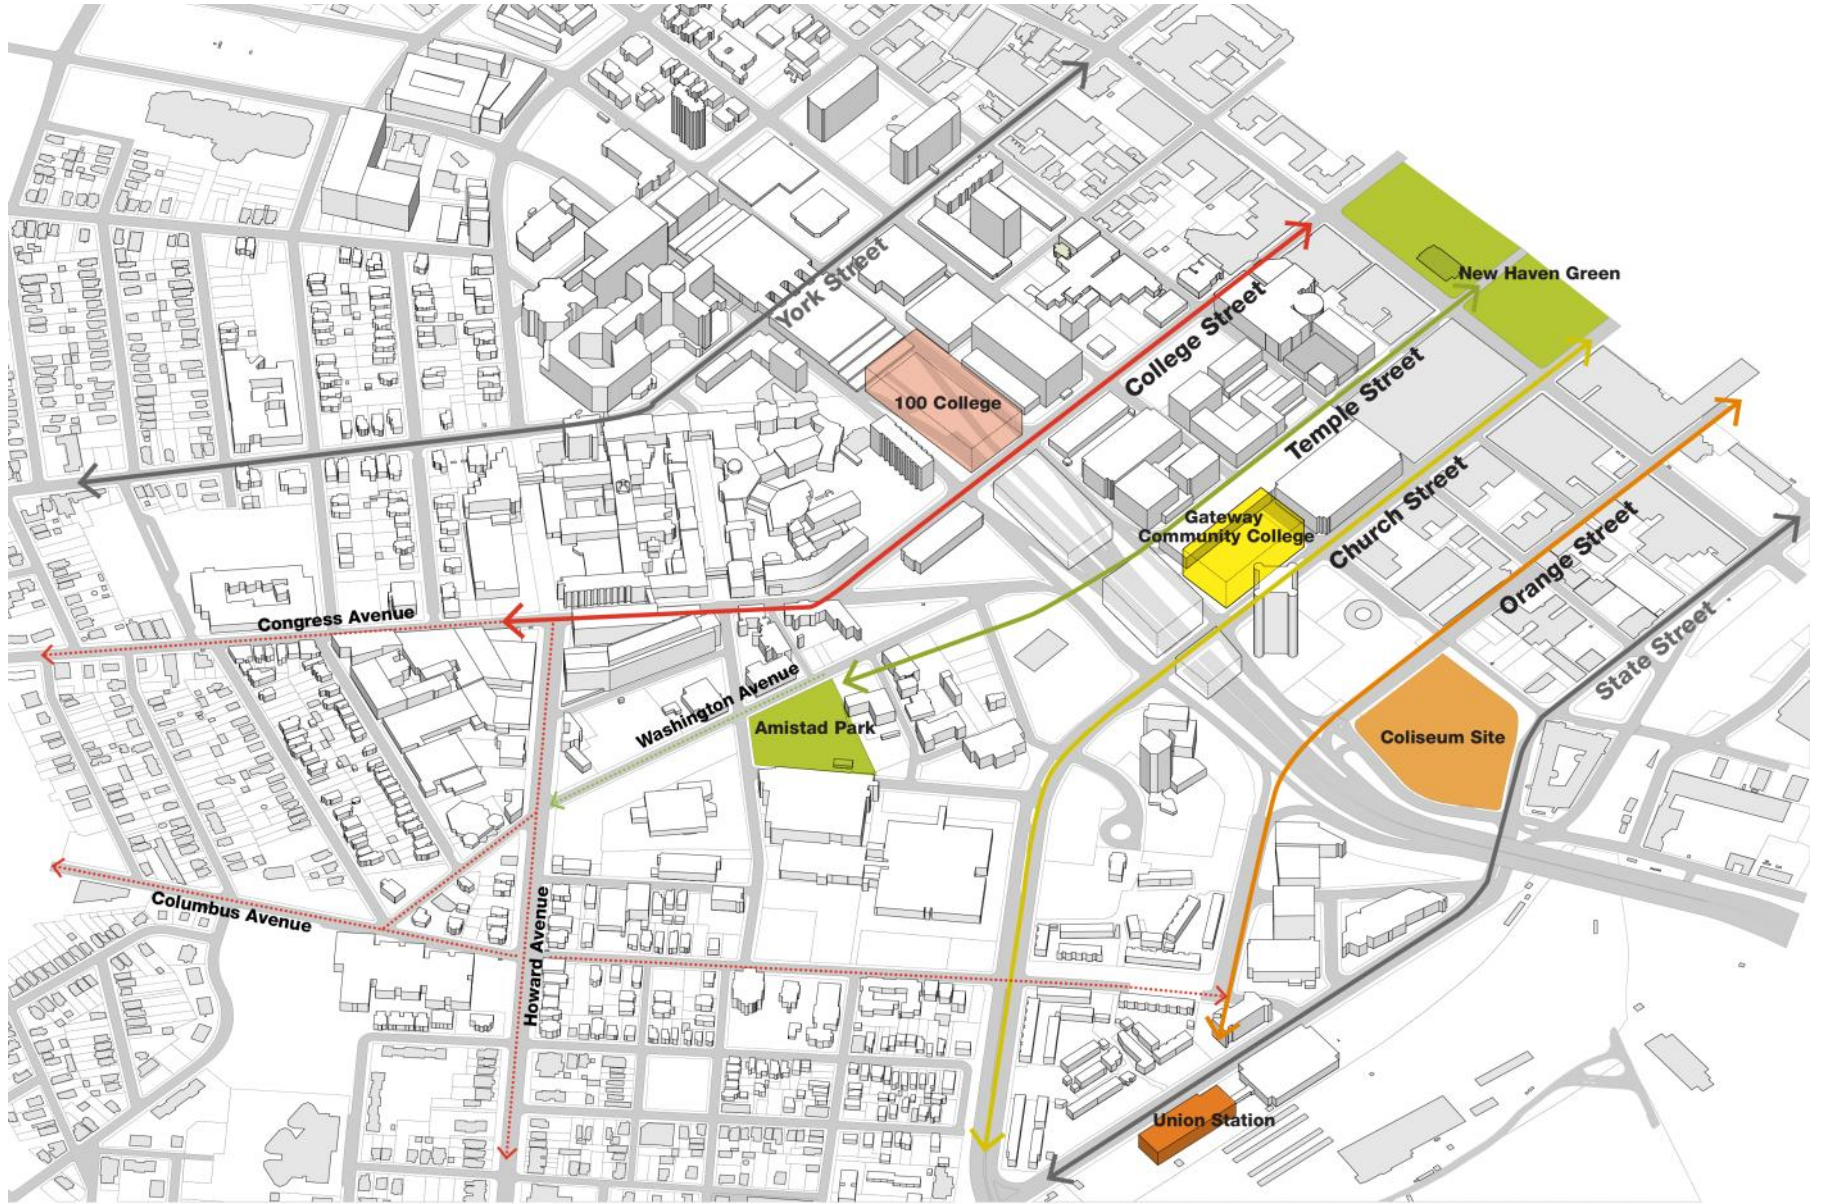 York Street
New Haven Green
College Street
Temple Street
100 College
Gateway
Community College
Church Street
Orange Street
State Street
Congress Avenue
Washington Avenue
Amistad Park
Coliseum Site
Columbus Avenue
Howard Avenue
Union Station